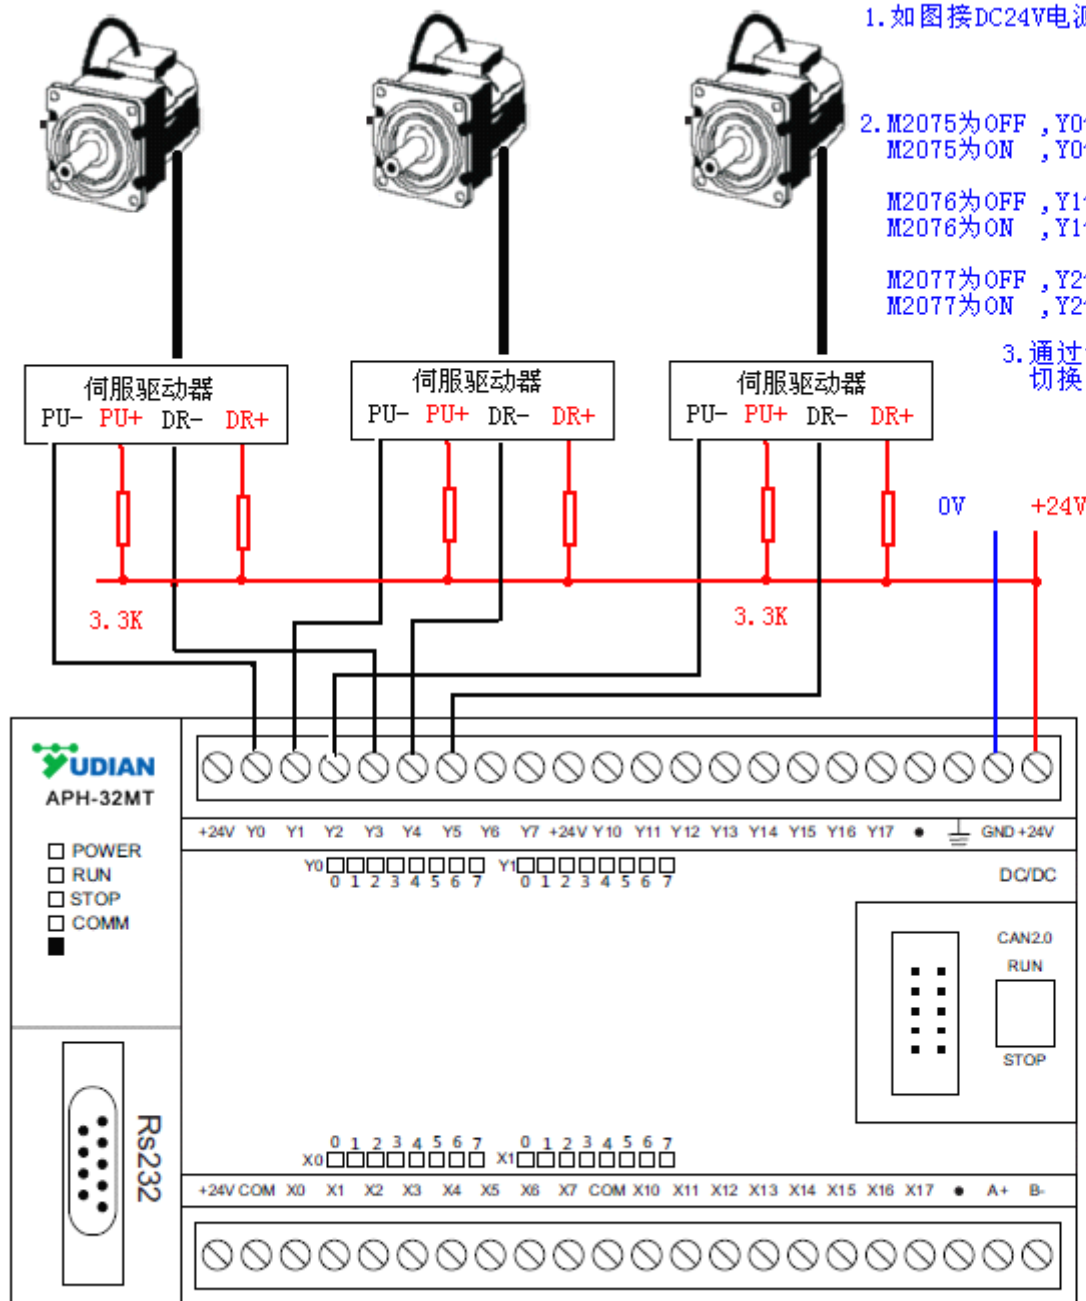 1.如图接DC24V电源
2.M2075为OFF ,Y0
M2075为ON ,Y0
M2076为OFF ,Y1
M2076为ON ,Y1
M2077为OFF ,Y2
M2077为ON ,Y2
3.通过
切换
伺服驱动器
PU- PU+ DR- DR+
伺服驱动器
PU- PU+ DR- DR+
伺服驱动器
PU- PU+ DR- DR+
0V +24V
3.3K
3.3K
YUDIAN
APH-32MT
+24V Y0 Y1 Y2 Y3 Y4 Y5 Y6 Y7 +24V Y10 Y11 Y12 Y13 Y14 Y15 Y16 Y17 ● GND +24V
POWER
RUN
STOP
COMM
Y0
0 1 2 3 4 5 6 7
Y1
0 1 2 3 4 5 6 7
DC/DC
CAN2.0
RUN
STOP
Rs232
0 1 2 3 4 5 6 7
X0
0 1 2 3 4 5 6 7
X1
+24V COM X0 X1 X2 X3 X4 X5 X6 X7 COM X10 X11 X12 X13 X14 X15 X16 X17 ● A+ B-